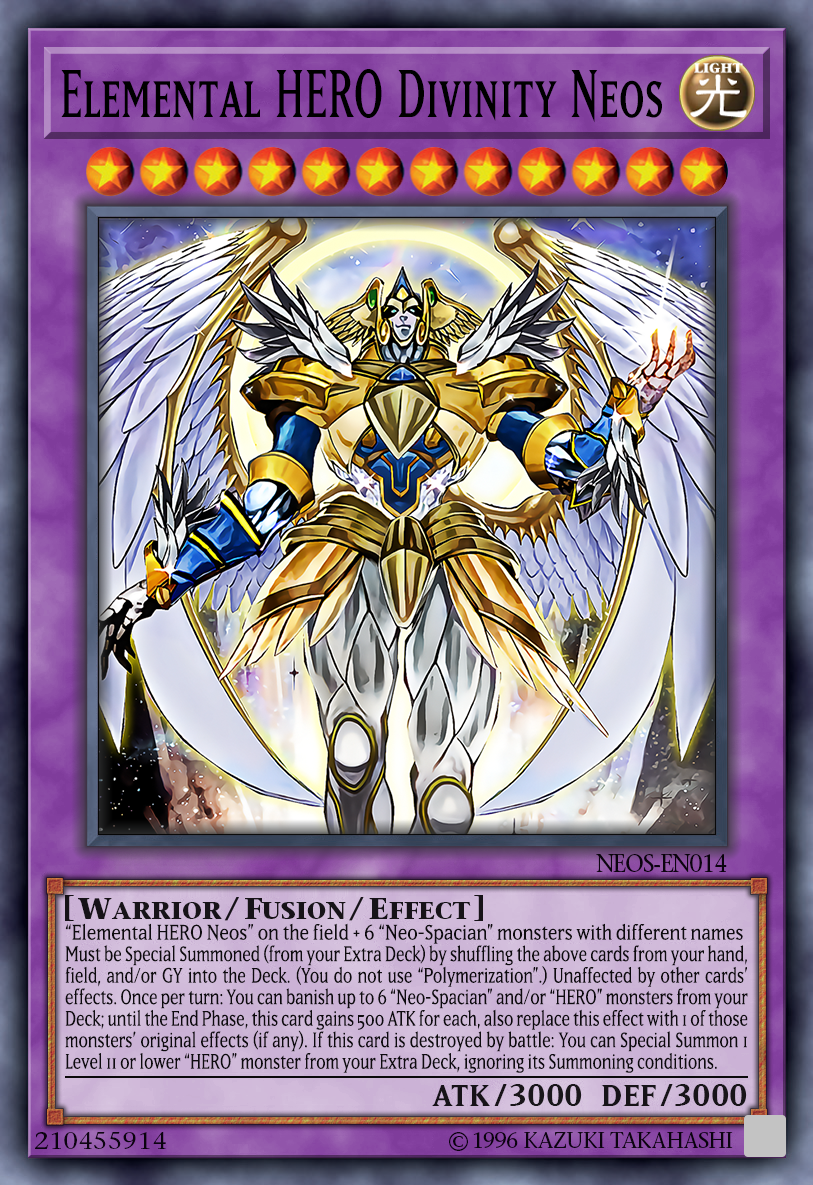 Elemental HERO Divinity Neos
LIGHT
光
NEOS-EN014
[Warrior/Fusion/Effect]
“Elemental HERO Neos” on the field + 6 “Neo-Spacian” monsters with different names
Must be Special Summoned (from your Extra Deck) by shuffling the above cards from your hand,
field, and/or GY into the Deck. (You do not use “Polymerization”.) Unaffected by other cards’
effects. Once per turn: You can banish up to 6 “Neo-Spacian” and/or “HERO” monsters from your
Deck; until the End Phase, this card gains 500 ATK for each, also replace this effect with 1 of those
monsters’ original effects (if any). If this card is destroyed by battle: You can Special Summon 1
Level 11 or lower “HERO” monster from your Extra Deck, ignoring its Summoning conditions.
ATK/3000 DEF/3000
210455914
© 1996 KAZUKI TAKAHASHI